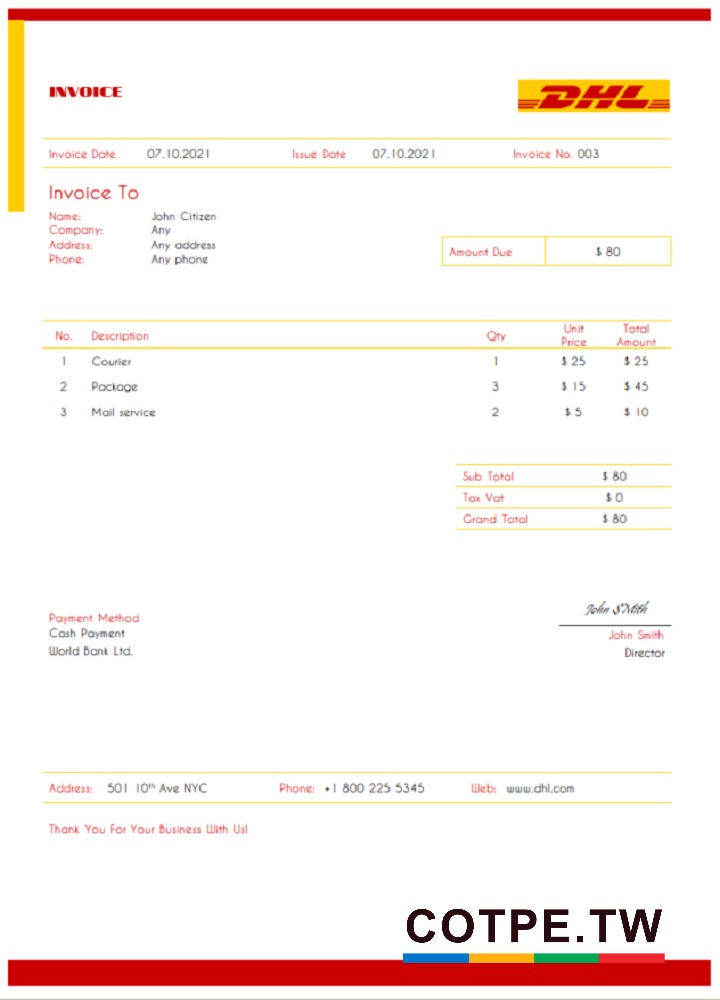 INVOICE
DHL
Invoice Date 07.10.2021 Issue Date 07.10.2021 Invoice No. 003
Invoice To
Name: John Citizen
Company: Any
Address: Any address
Phone: Any phone
Amount Due $ 80
No. Description Qty Unit Price Total Amount
1 Courier 1 $ 25 $ 25
2 Package 3 $ 15 $ 45
3 Mail service 2 $ 5 $ 10
Sub Total $ 80
Tax Vat $ 0
Grand Total $ 80
John SMith
Payment Method
John Smith
Cash Payment
Director
World Bank Ltd.
Address: 501 10th Ave NYC Phone: +1 800 225 5345 Web: www.dhl.com
Thank You For Your Business With Us!
COTPE.TW